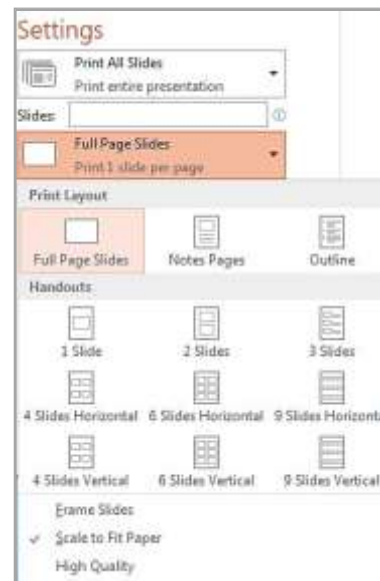 Settings
Print All Slides
Print entire presentation
Slides:
Full Page Slides
Print 1 slide per page
Print Layout
Full Page Slides Notes Pages Outline
Handouts
1 Slide 2 Slides 3 Slides
4 Slides Horizontal 6 Slides Horizontal 9 Slides Horizonta
4 Slides Vertical 6 Slides Vertical 9 Slides Vertical
Frame Slides
Scale to Fit Paper
High Quality